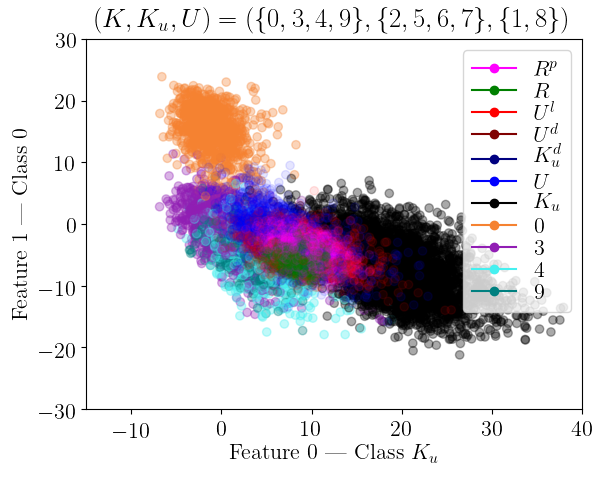 (K, K_u, U) = ({0, 3, 4, 9}, {2, 5, 6, 7}, {1, 8})
30
20
10
0
−10
−20
−30
Feature 1 — Class 0
R^p
R
U^l
U^d
K_u^d
U
K_u
0
3
4
9
−10 0 10 20 30 40
Feature 0 — Class K_u